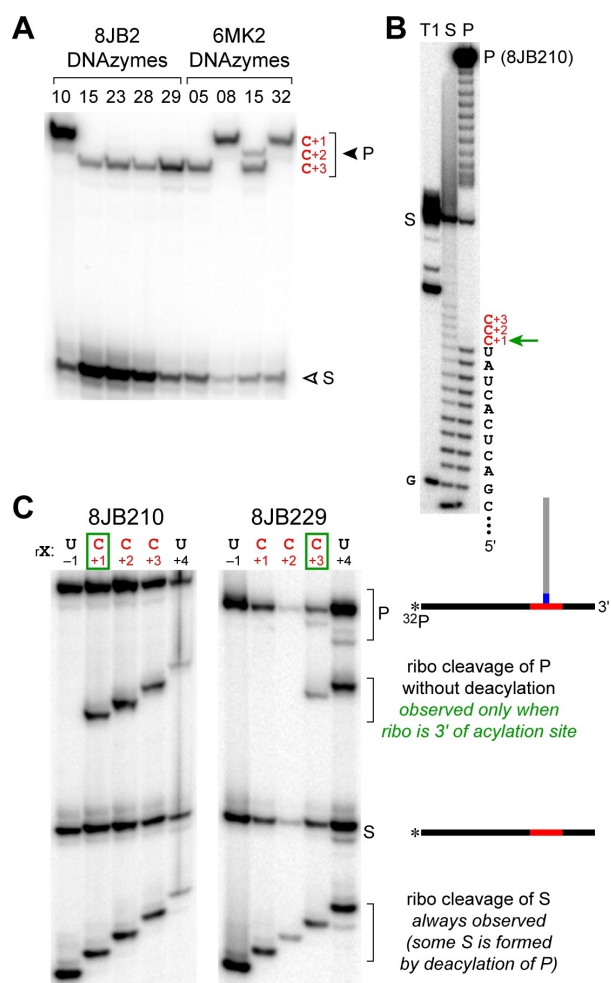 A
8JB2 6MK2
DNAzymes DNAzymes
10 15 23 28 29 05 08 15 32
C+1
C+2
C+3
P
S
B
T1 S P
P (8JB210)
S
C+3
C+2
C+1
U
A
U
C
A
C
U
C
A
G
C
G
5'
C
8JB210 8JB229
rX: U C C C U U C C C U
–1 +1 +2 +3 +4 –1 +1 +2 +3 +4
P
* 3'
32P
ribo cleavage of P
without deacylation
observed only when
ribo is 3' of acylation site
S
*
ribo cleavage of S
always observed
(some S is formed
by deacylation of P)